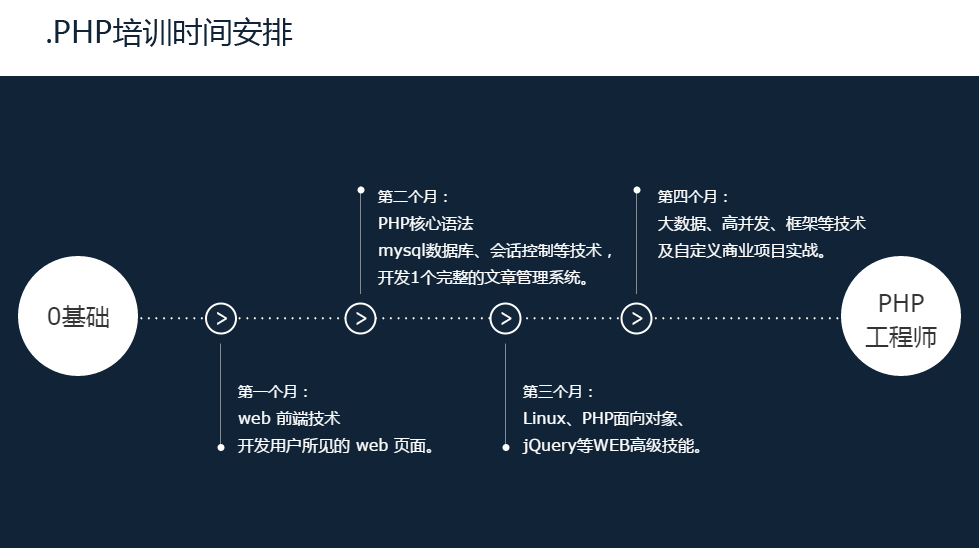 .PHP培训时间安排
0基础
第一个月：
web 前端技术
开发用户所见的 web 页面。
第二个月：
PHP核心语法
mysql数据库、会话控制等技术，
开发1个完整的文章管理系统。
第三个月：
Linux、PHP面向对象、
jQuery等WEB高级技能。
第四个月：
大数据、高并发、框架等技术
及自定义商业项目实战。
PHP
工程师